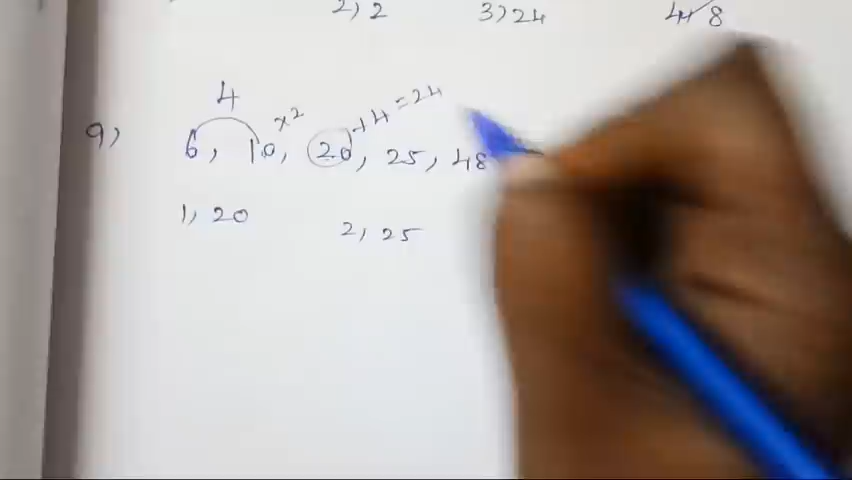 2) 2 3) 24 4) 8
4 x2 +4 = 24
9) 6, 10, 20, 25, 48
1, 20 2, 25